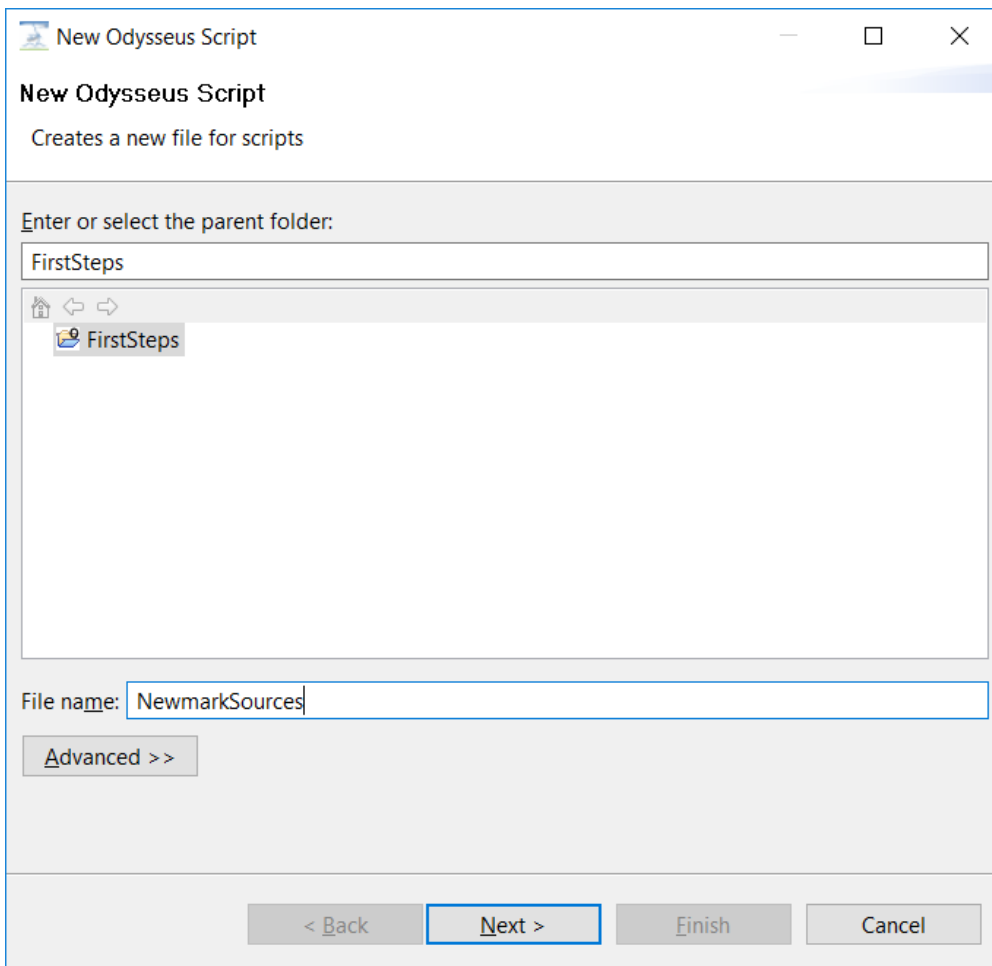 New Odysseus Script
New Odysseus Script
Creates a new file for scripts
Enter or select the parent folder:
FirstSteps
FirstSteps
File name: NewmarkSources
Advanced >>
< Back Next > Finish Cancel